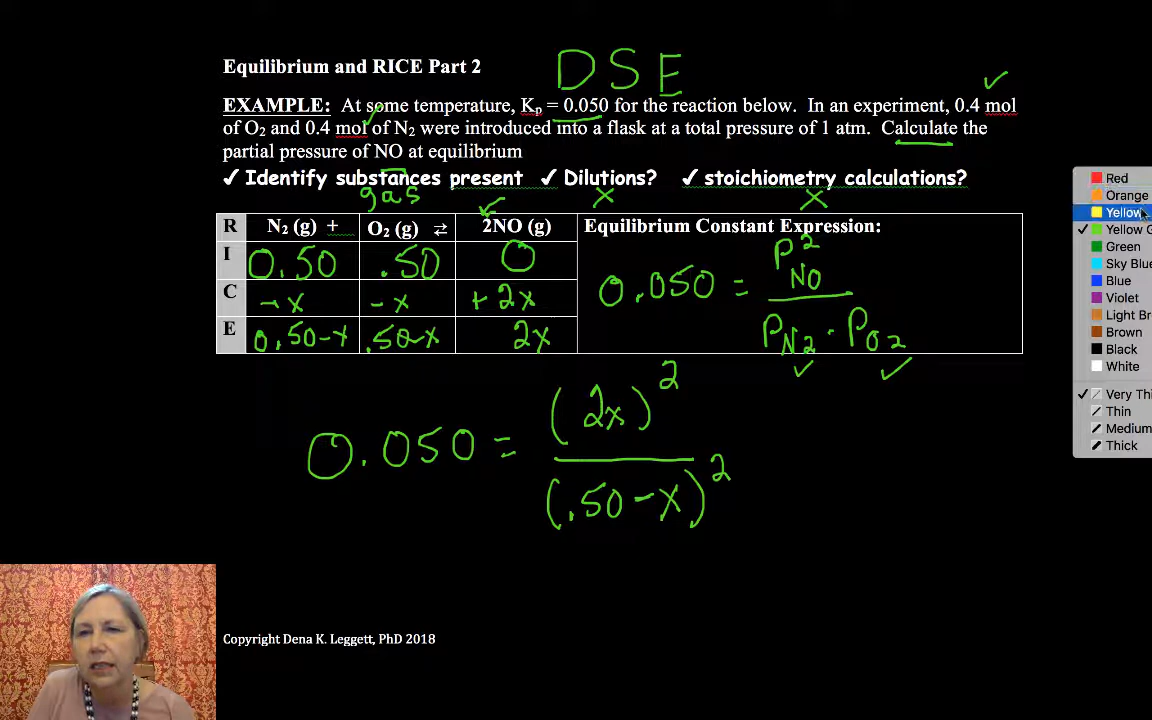 Equilibrium and RICE Part 2 DSE
EXAMPLE: At some temperature, Kp = 0.050 for the reaction below. In an experiment, 0.4 mol
of O2 and 0.4 mol of N2 were introduced into a flask at a total pressure of 1 atm. Calculate the
partial pressure of NO at equilibrium
✓ Identify substances present ✓ Dilutions? ✓ stoichiometry calculations?
gas x x
R N₂ (g) + O₂ (g) ⇄ 2NO (g) Equilibrium Constant Expression:
I 0.50 .50 0
C -x -x +2x
E 0.50-x .50-x 2x
0.050 = P²NO / PN₂ · PO₂
0.050 = (2x)² / (.50-x)²
Copyright Dena K. Leggett, PhD 2018
Red
Orange
Yellow
Yellow G
Green
Sky Blue
Blue
Violet
Light Br
Brown
Black
White
Very Thi
Thin
Medium
Thick